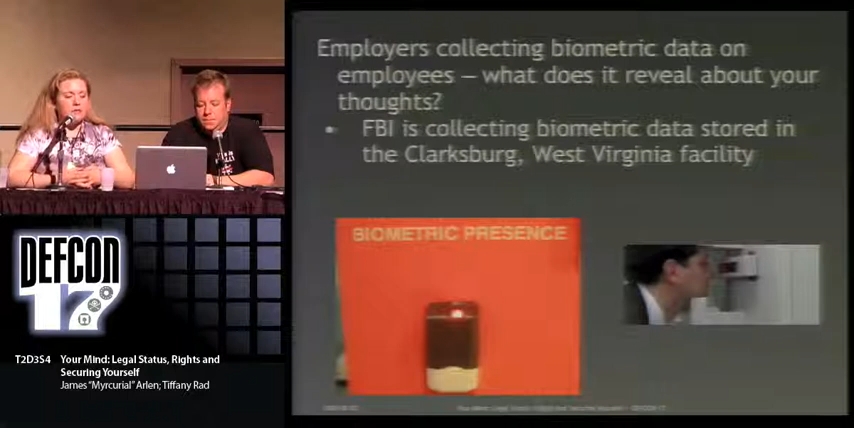 Employers collecting biometric data on
employees – what does it reveal about your
thoughts?
• FBI is collecting biometric data stored in
the Clarksburg, West Virginia facility
BIOMETRIC PRESENCE
DEFCON
17
T2D3S4 Your Mind: Legal Status, Rights and
Securing Yourself
James "Myrcurial" Arlen; Tiffany Rad